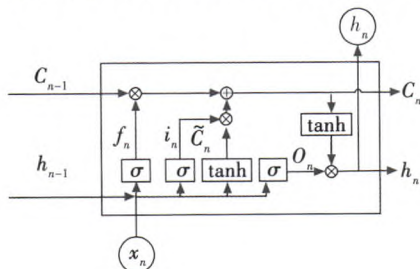 h_n
C_{n-1}
C_n
f_n
i_n
C̃_n
tanh
h_{n-1}
σ
σ
tanh
σ
O_n
h_n
x_n